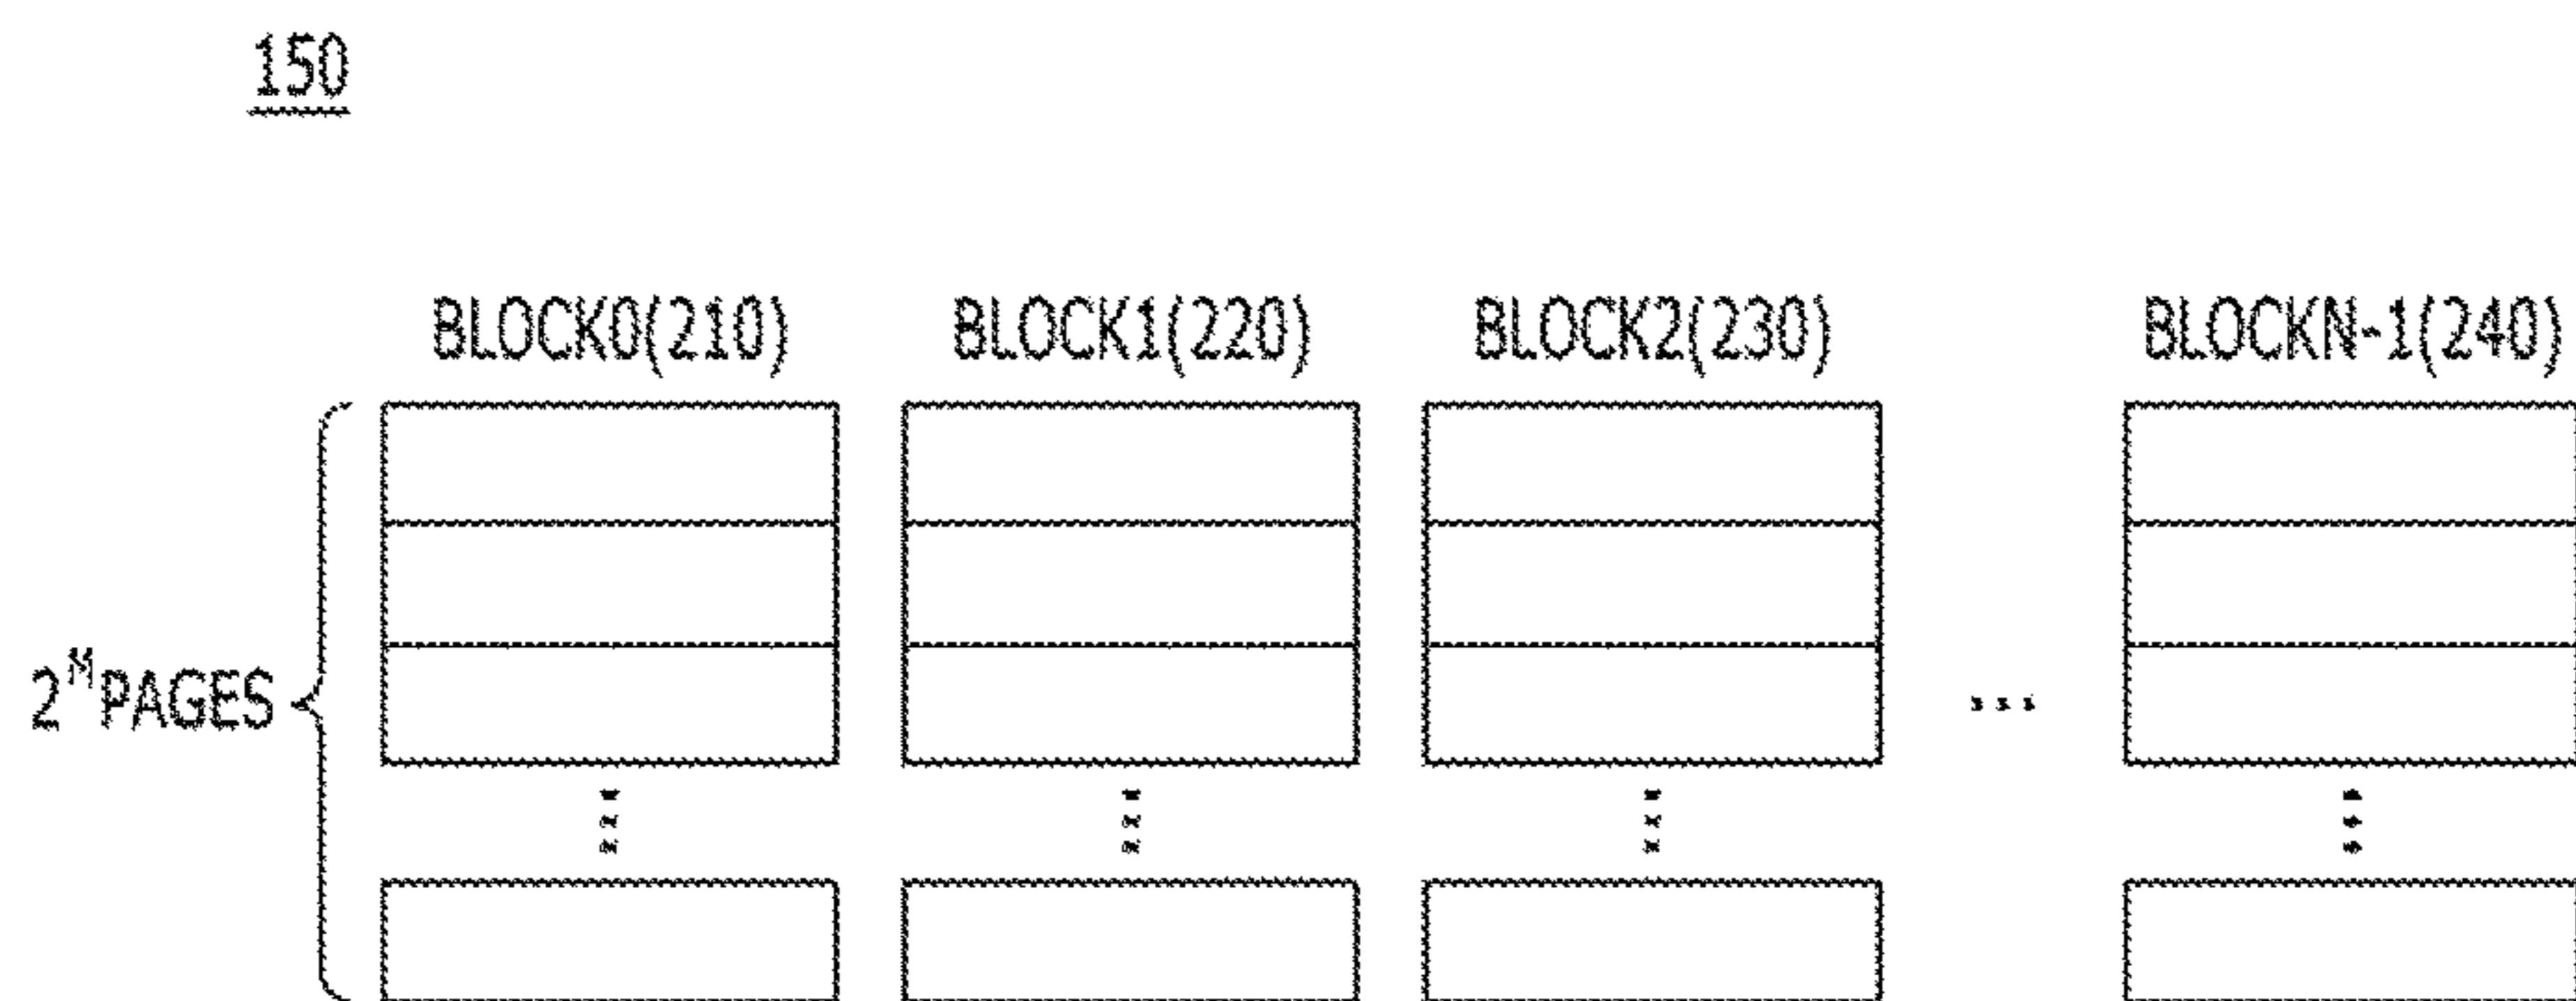 150
BLOCK0(210) BLOCK1(220) BLOCK2(230) BLOCKN-1(240)
2^M PAGES
...